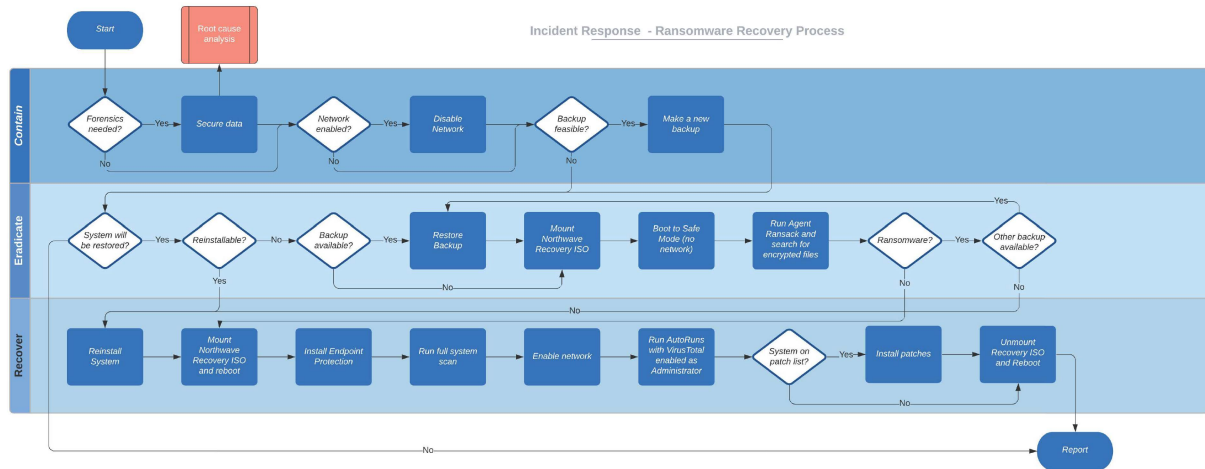 Incident Response - Ransomware Recovery Process
Start
Root cause
analysis
Contain
Forensics
needed?
Yes
No
Secure data
Network
enabled?
Yes
No
Disable
Network
Backup
feasible?
Yes
No
Make a new
backup
Eradicate
System will
be restored?
Yes
Reinstallable?
No
Yes
Backup
available?
Yes
No
Restore
Backup
Mount
Northwave
Recovery ISO
Boot to Safe
Mode (no
network)
Run Agent
Ransack and
search for
encrypted files
Ransomware?
Yes
No
Other backup
available?
Yes
No
No
Recover
Reinstall
System
Mount
Northwave
Recovery ISO
and reboot
Install Endpoint
Protection
Run full system
scan
Enable network
Run AutoRuns
with VirusTotal
enabled as
Administrator
System on
patch list?
Yes
No
Install patches
Unmount
Recovery ISO
and Reboot
No
Report